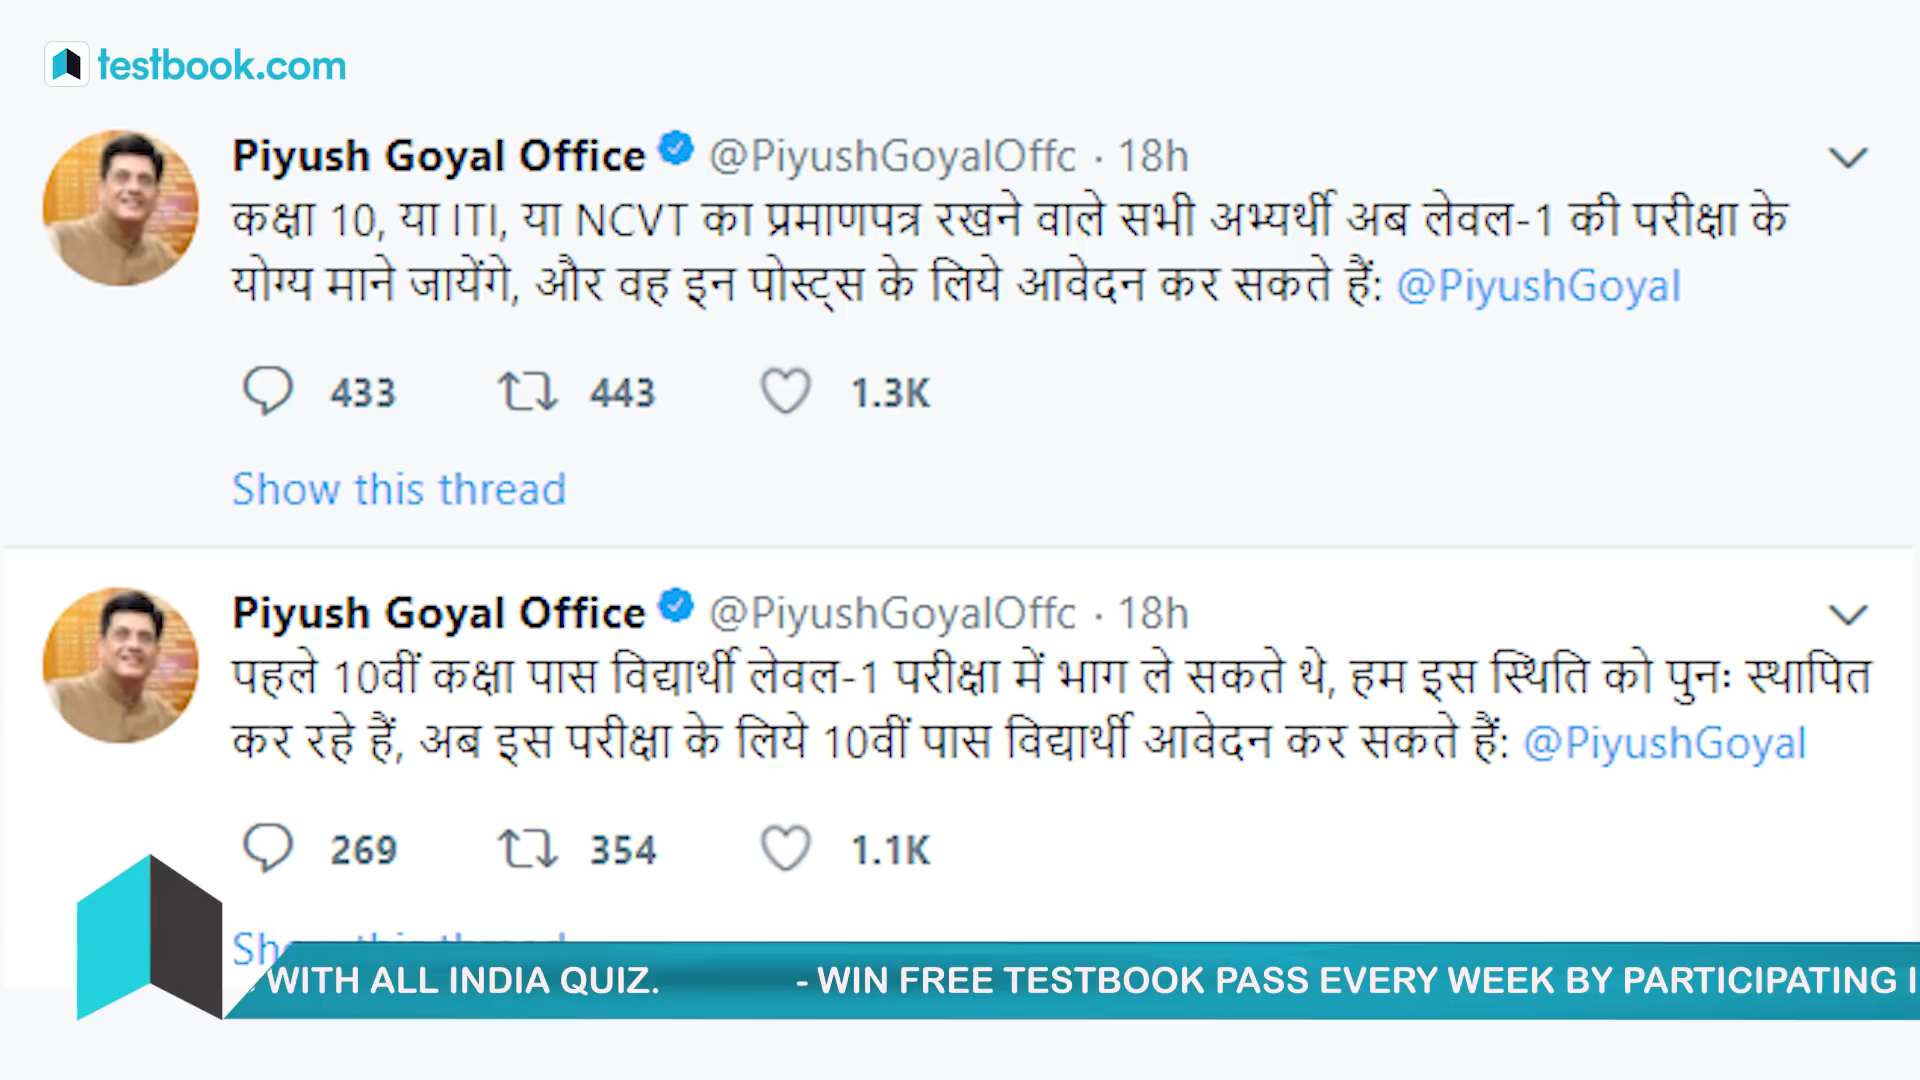 testbook.com
Piyush Goyal Office @PiyushGoyalOffc · 18h
कक्षा 10, या ITI, या NCVT का प्रमाणपत्र रखने वाले सभी अभ्यर्थी अब लेवल-1 की परीक्षा के
योग्य माने जायेंगे, और वह इन पोस्ट्स के लिये आवेदन कर सकते हैं: @PiyushGoyal
433 443 1.3K
Show this thread
Piyush Goyal Office @PiyushGoyalOffc · 18h
पहले 10वीं कक्षा पास विद्यार्थी लेवल-1 परीक्षा में भाग ले सकते थे, हम इस स्थिति को पुनः स्थापित
कर रहे हैं, अब इस परीक्षा के लिये 10वीं पास विद्यार्थी आवेदन कर सकते हैं: @PiyushGoyal
269 354 1.1K
WITH ALL INDIA QUIZ. - WIN FREE TESTBOOK PASS EVERY WEEK BY PARTICIPATING